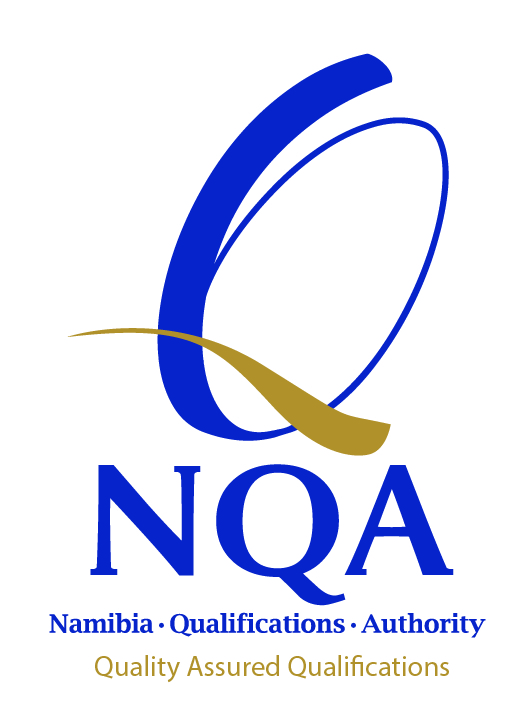 Q
NQA
Namibia · Qualifications · Authority
Quality Assured Qualifications